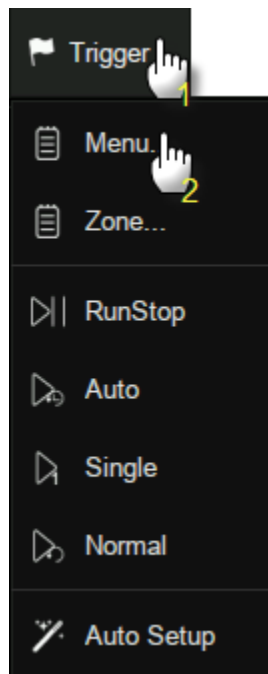 Trigger
1
Menu...
2
Zone...
RunStop
Auto
Single
Normal
Auto Setup